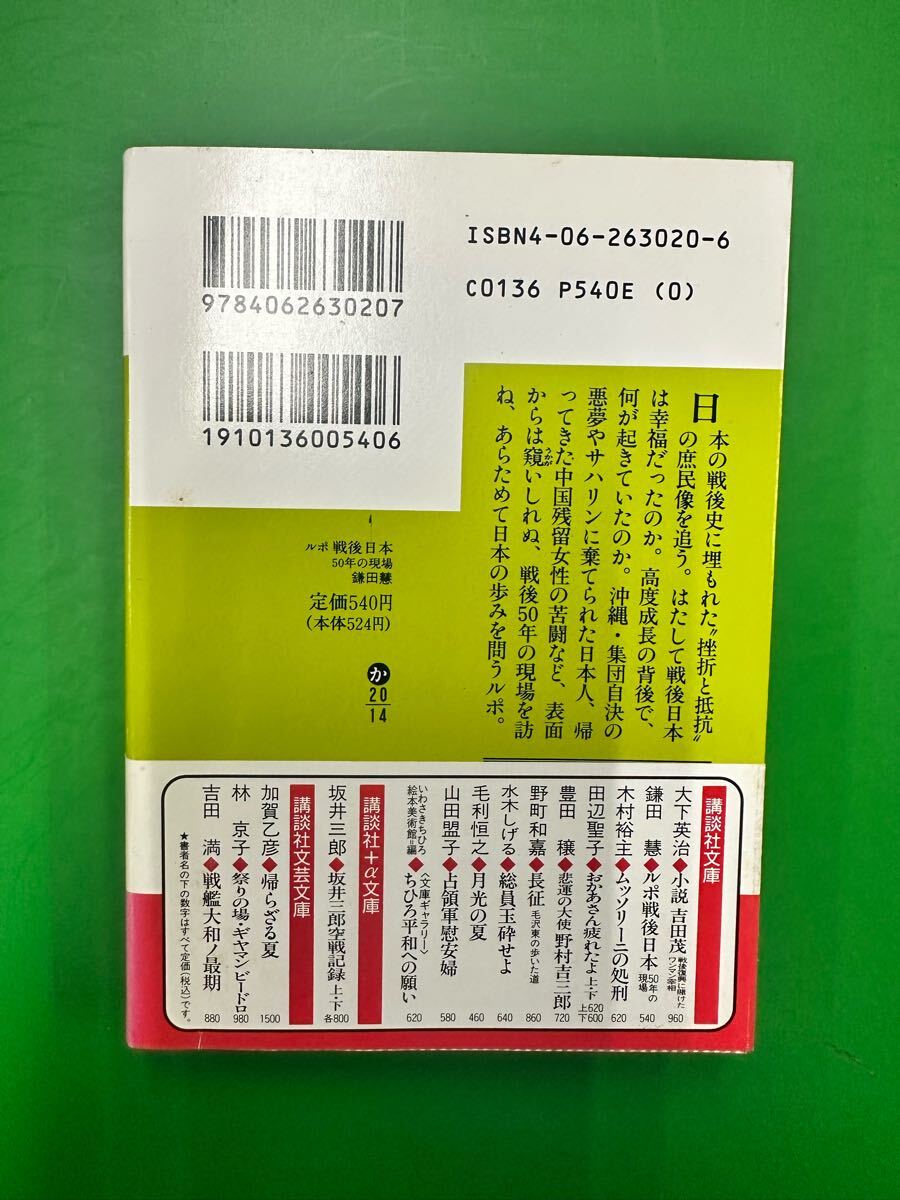 9784062630207
ISBN4-06-263020-6
C0136 P540E (0)
1910136005406
日本の戦後史に埋もれた〝挫折と抵抗〟
の庶民像を追う。はたして戦後日本
は幸福だったのか。高度成長の背後で、
何が起きていたのか。沖縄・集団自決の
悪夢やサハリンに棄てられた日本人、帰
ってきた中国残留女性の苦闘など、表面
からは窺いしれぬ、戦後50年の現場を訪
うかが
ね、あらためて日本の歩みを問うルポ。
ルポ 戦後日本
50年の現場
鎌田慧
定価540円
(本体524円)
か
20
14
講談社文庫
大下英治◆小説 吉田茂 戦後復興に賭けたワンマン宰相 960
鎌田 慧◆ルポ戦後日本 50年の現場 540
木村裕主◆ムッソリーニの処刑 620
田辺聖子◆おかあさん疲れたよ 上・下 上620 下600
豊田 穣◆悲運の大使 野村吉三郎 720
野町和嘉◆長征 毛沢東の歩いた道 860
水木しげる◆総員玉砕せよ 640
毛利恒之◆月光の夏 460
山田盟子◆占領軍慰安婦 580
いわさきちひろ絵本美術館=編◆〈文庫ギャラリー〉ちひろ平和への願い 620
講談社+α文庫
坂井三郎◆坂井三郎空戦記録 上・下 各800
講談社文芸文庫
加賀乙彦◆帰らざる夏 1500
林 京子◆祭りの場・ギヤマン ビードロ 980
吉田 満◆戦艦大和ノ最期 880
★書者名の下の数字はすべて定価(税込)です。